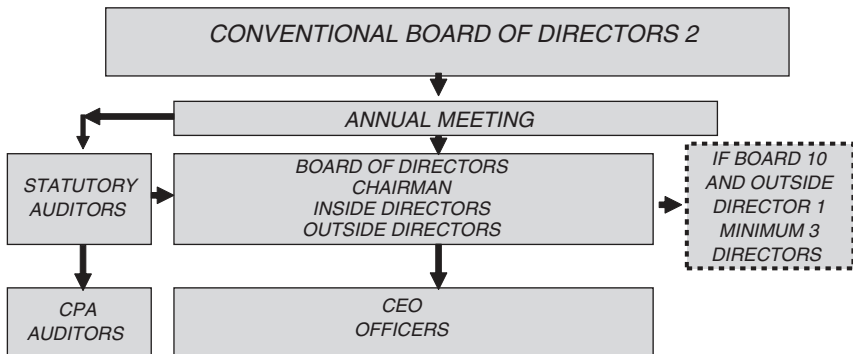 CONVENTIONAL BOARD OF DIRECTORS 2
ANNUAL MEETING
STATUTORY
AUDITORS
BOARD OF DIRECTORS
CHAIRMAN
INSIDE DIRECTORS
OUTSIDE DIRECTORS
IF BOARD 10
AND OUTSIDE
DIRECTOR 1
MINIMUM 3
DIRECTORS
CPA
AUDITORS
CEO
OFFICERS